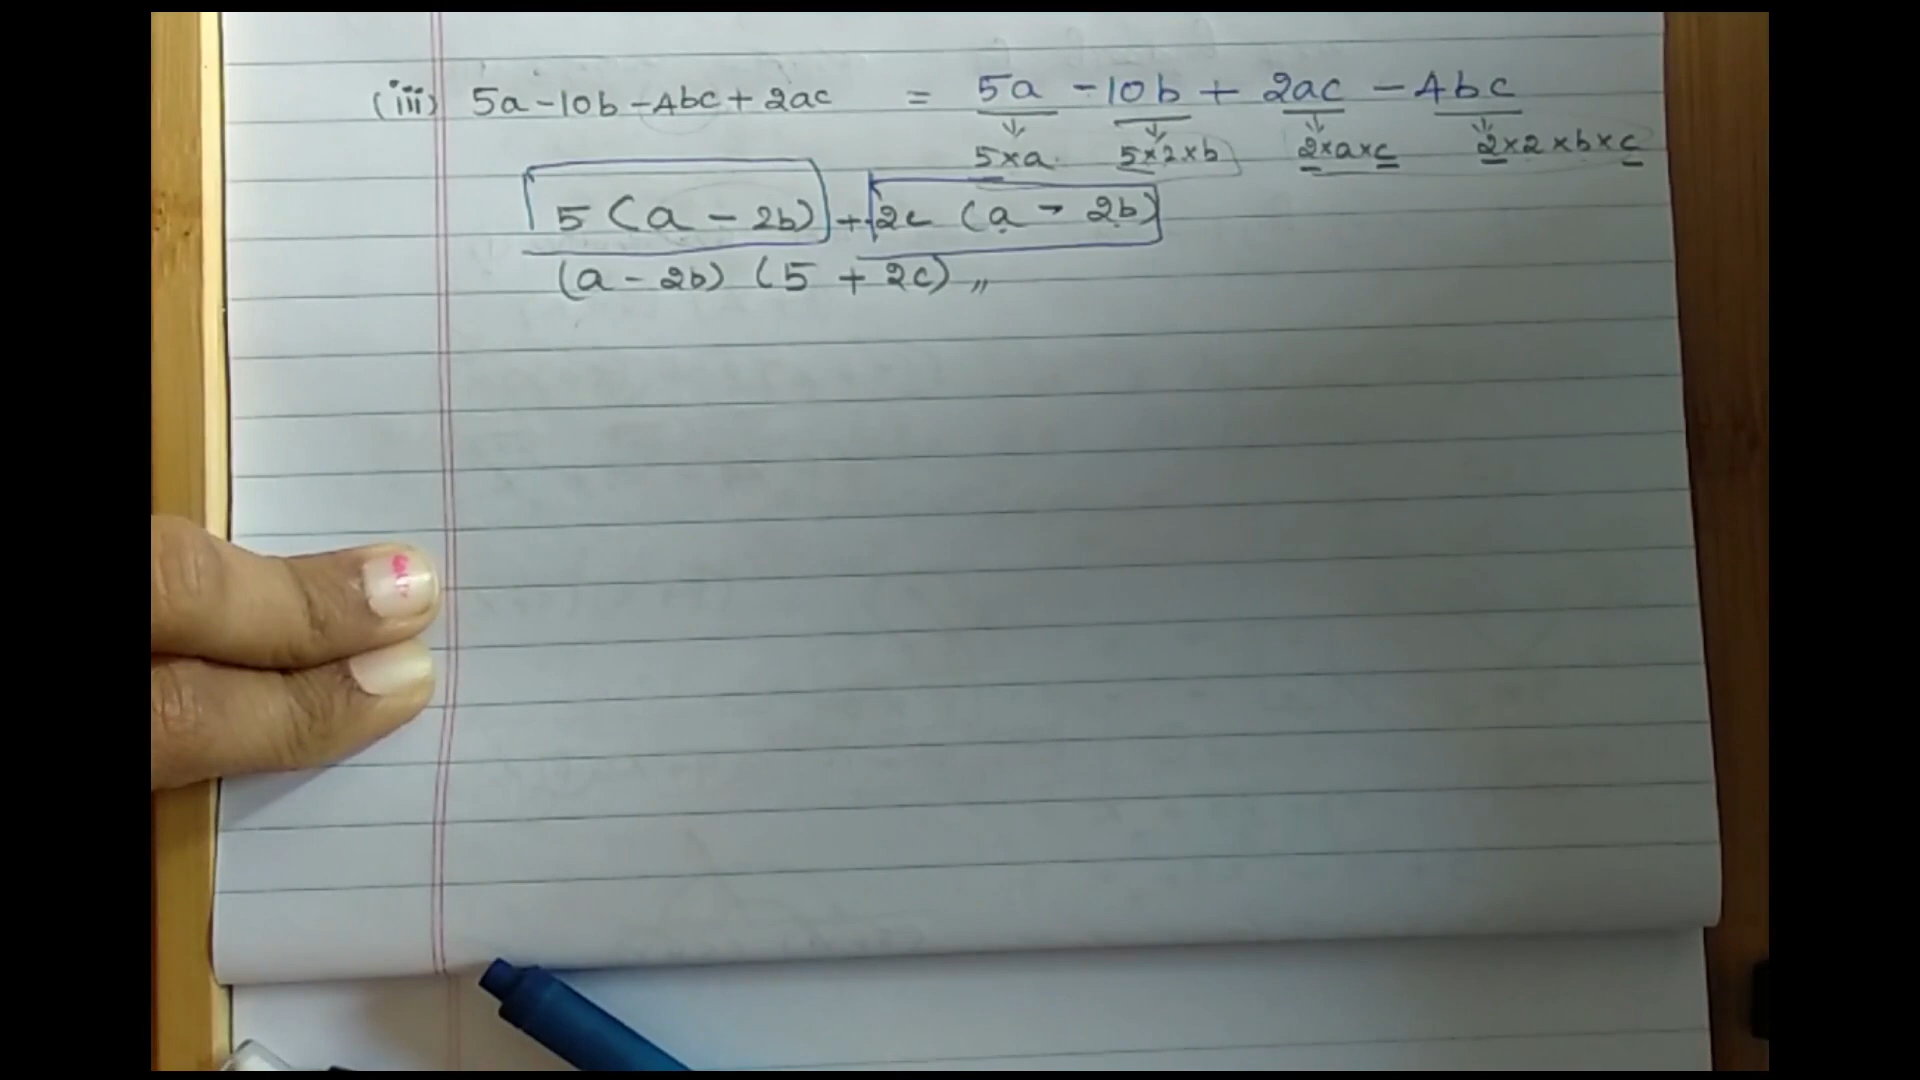 (iii) 5a - 10b - 4bc + 2ac = 5a - 10b + 2ac - 4bc
5×a 5×2×b 2×a×c 2×2×b×c
5 (a - 2b) + 2c (a - 2b)
(a - 2b) (5 + 2c) ,,